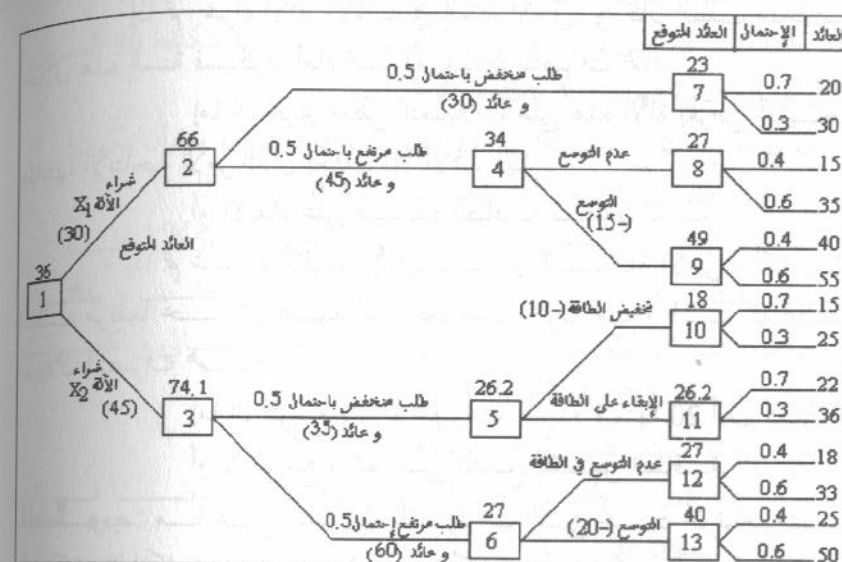 العائد الإحتمال العائد المتوقع
23
7
0.7 20
0.3 30
طلب منخفض باحتمال 0.5
و عائد (30)
66
2
طلب مرتفع باحتمال 0.5
و عائد (45)
34
4
عدم التوسع
27
8
0.4 15
0.6 35
التوسع
(-15)
49
9
0.4 40
0.6 55
شراء
الآلة X1
(30)
العائد المتوقع
36
1
شراء
الآلة X2
(45)
74.1
3
طلب منخفض باحتمال 0.5
و عائد (35)
26.2
5
تخفيض الطاقة (-10)
18
10
0.7 15
0.3 25
الإبقاء على الطاقة
26.2
11
0.7 22
0.3 36
طلب مرتفع إحتمال 0.5
و عائد (60)
27
6
عدم التوسع في الطاقة
27
12
0.4 18
0.6 33
التوسع (-20)
40
13
0.4 25
0.6 50